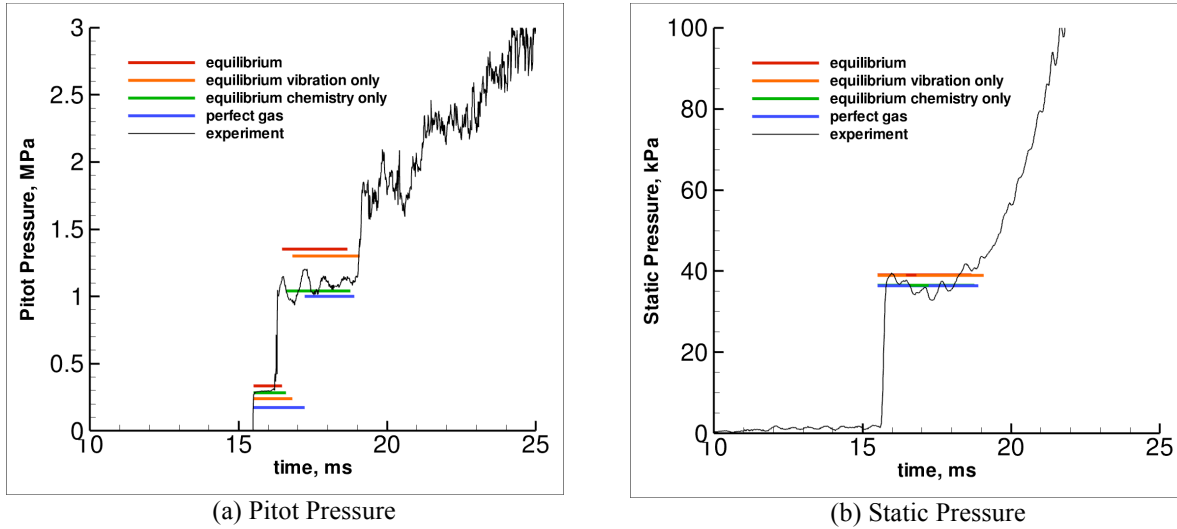 3
2.5
2
1.5
1
0.5
0
Pitot Pressure, MPa
equilibrium
equilibrium vibration only
equilibrium chemistry only
perfect gas
experiment
10 15 20 25
time, ms
(a) Pitot Pressure
100
80
60
40
20
0
Static Pressure, kPa
equilibrium
equilibrium vibration only
equilibrium chemistry only
perfect gas
experiment
10 15 20 25
time, ms
(b) Static Pressure